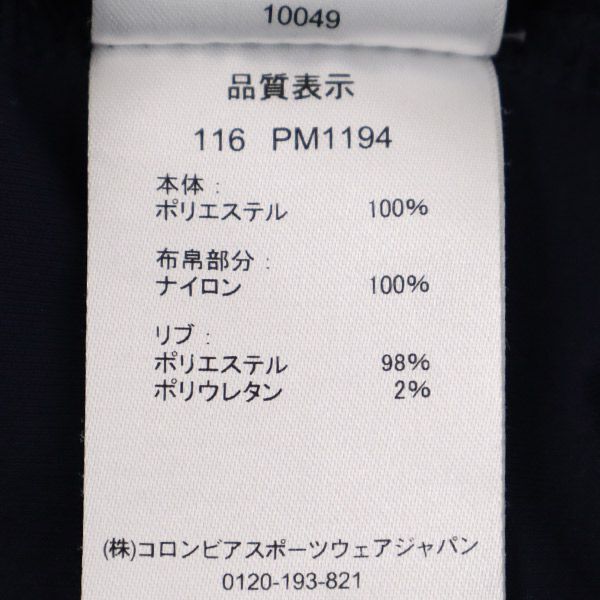 10049
品質表示
116 PM1194
本体 :
ポリエステル 100%
布帛部分 :
ナイロン 100%
リブ :
ポリエステル 98%
ポリウレタン 2%
(株)コロンビアスポーツウェアジャパン
0120-193-821